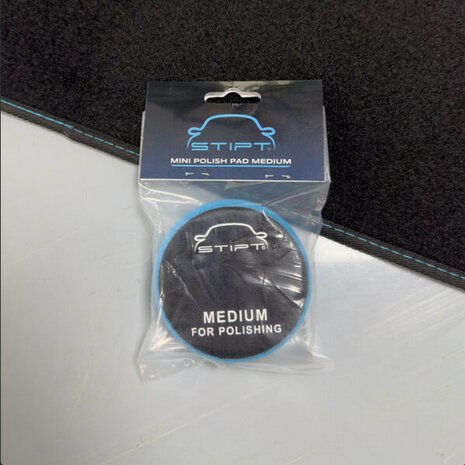 STIPT®
MINI POLISH PAD MEDIUM
STIPT®
MEDIUM
FOR POLISHING